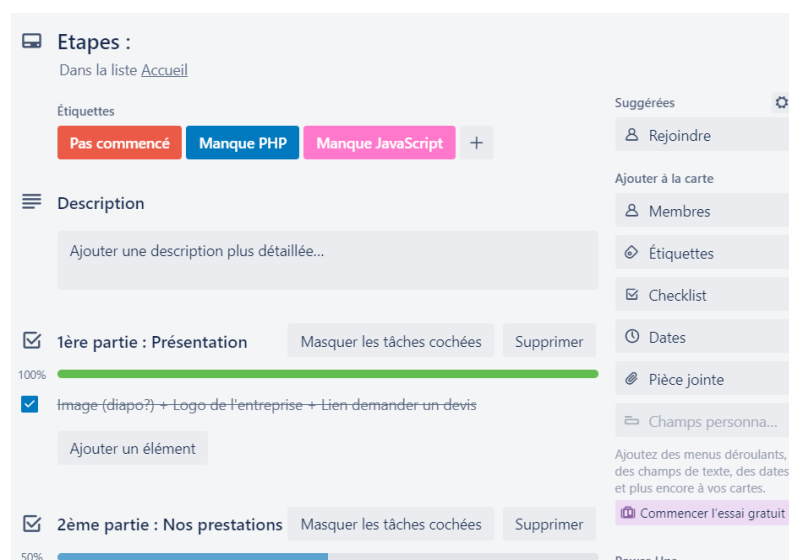 Etapes :
Dans la liste Accueil
Étiquettes
Pas commencé
Manque PHP
Manque JavaScript
+
Description
Ajouter une description plus détaillée...
1ère partie : Présentation
Masquer les tâches cochées
Supprimer
100%
Image (diapo?) + Logo de l'entreprise + Lien demander un devis
Ajouter un élément
2ème partie : Nos prestations
Masquer les tâches cochées
Supprimer
50%
Suggérées
Rejoindre
Ajouter à la carte
Membres
Étiquettes
Checklist
Dates
Pièce jointe
Champs personna...
Ajoutez des menus déroulants,
des champs de texte, des dates
et plus encore à vos cartes.
Commencer l'essai gratuit